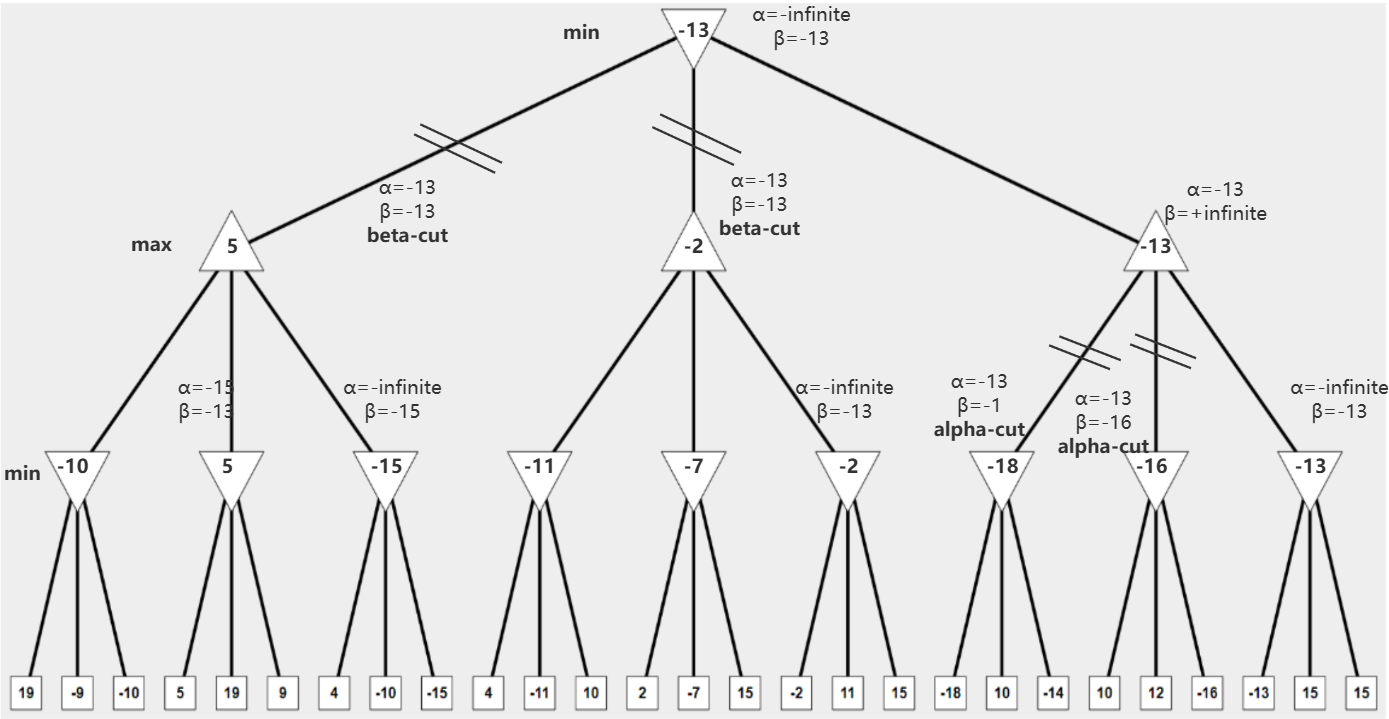 α=-infinite
min
-13
β=-13
α=-13
β=-13
beta-cut
α=-13
β=-13
beta-cut
α=-13
β=+infinite
max
5
-2
-13
α=-15
β=-13
α=-infinite
β=-15
α=-infinite
β=-13
α=-13
β=-1
alpha-cut
α=-13
β=-16
alpha-cut
α=-infinite
β=-13
min
-10
5
-15
-11
-7
-2
-18
-16
-13
19
-9
-10
5
19
9
4
-10
-15
4
-11
10
2
-7
15
-2
11
15
-18
10
-14
10
12
-16
-13
15
15